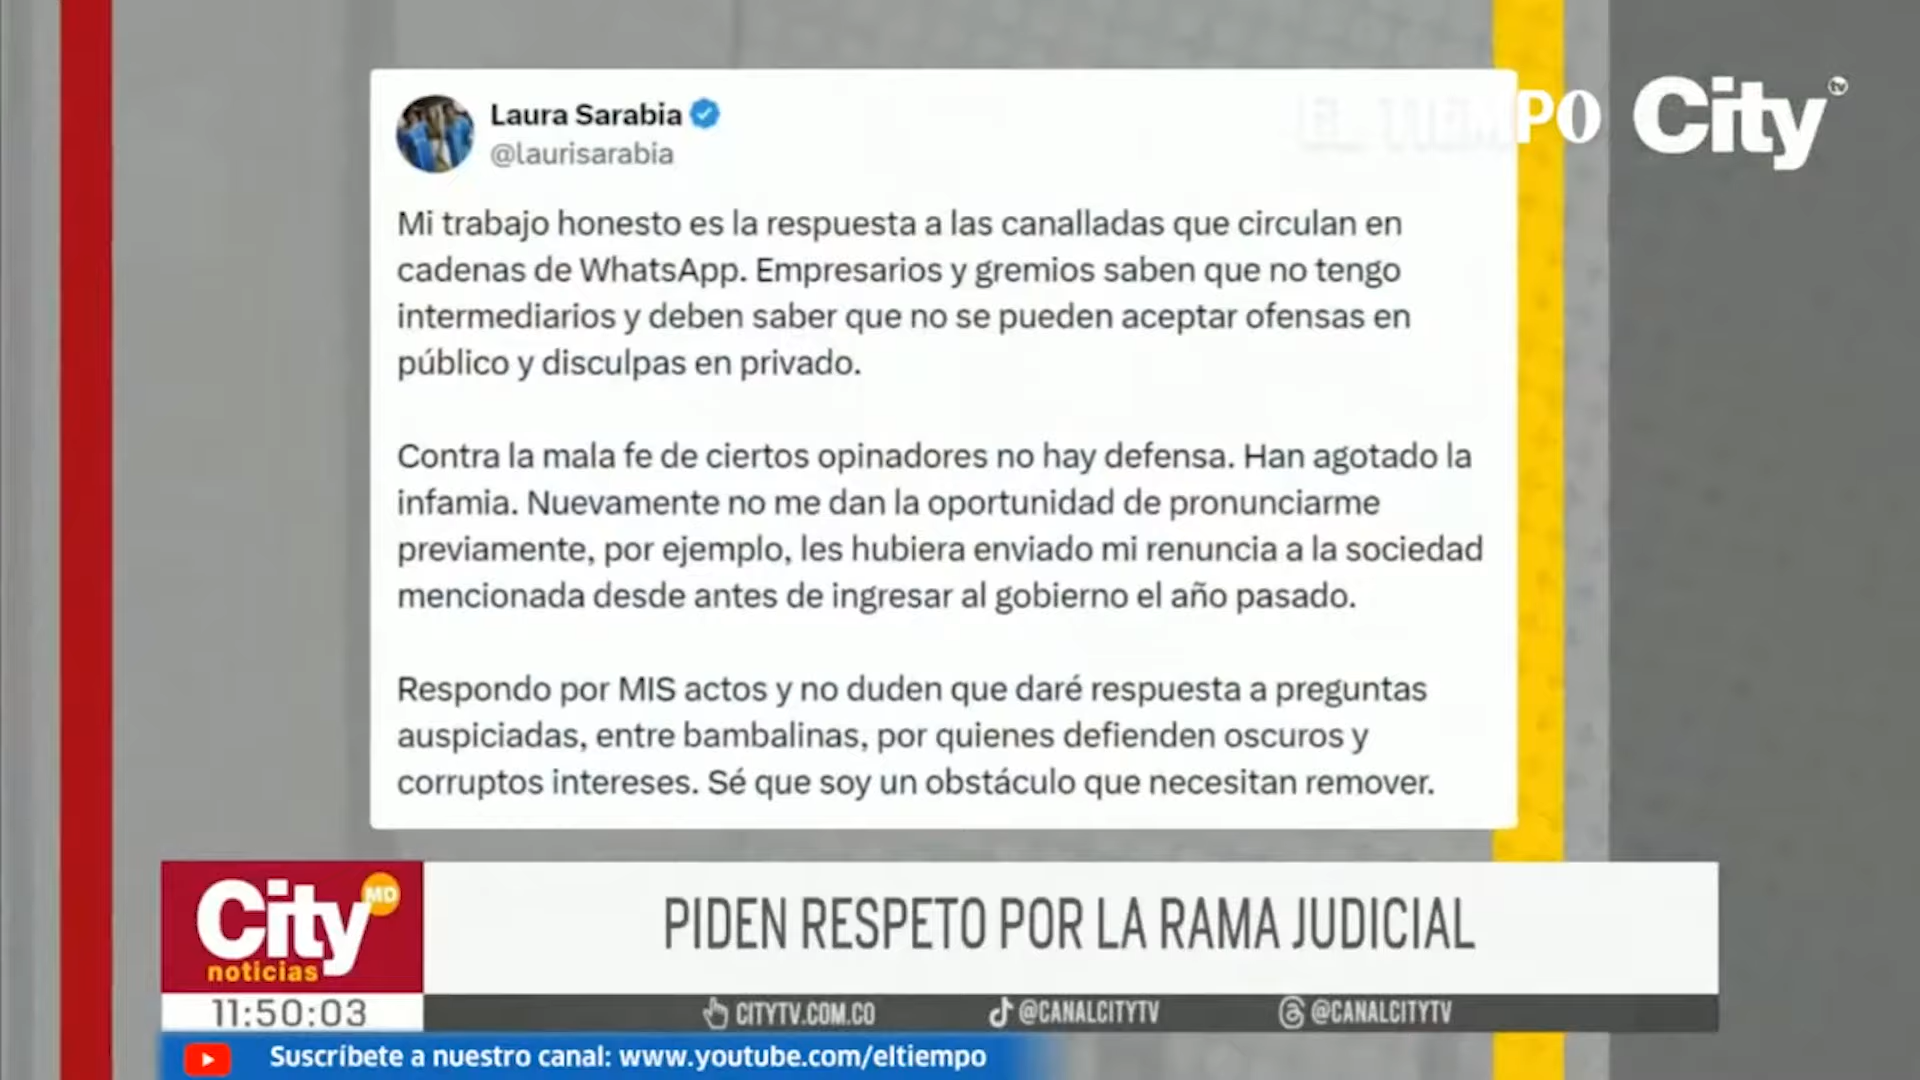 Laura Sarabia
@laurisarabia
EL TIEMPO City tv
Mi trabajo honesto es la respuesta a las canalladas que circulan en
cadenas de WhatsApp. Empresarios y gremios saben que no tengo
intermediarios y deben saber que no se pueden aceptar ofensas en
público y disculpas en privado.
Contra la mala fe de ciertos opinadores no hay defensa. Han agotado la
infamia. Nuevamente no me dan la oportunidad de pronunciarme
previamente, por ejemplo, les hubiera enviado mi renuncia a la sociedad
mencionada desde antes de ingresar al gobierno el año pasado.
Respondo por MIS actos y no duden que daré respuesta a preguntas
auspiciadas, entre bambalinas, por quienes defienden oscuros y
corruptos intereses. Sé que soy un obstáculo que necesitan remover.
City MD
noticias
PIDEN RESPETO POR LA RAMA JUDICIAL
11:50:03
CITYTV.COM.CO
@CANALCITYTV
@CANALCITYTV
Suscríbete a nuestro canal: www.youtube.com/eltiempo